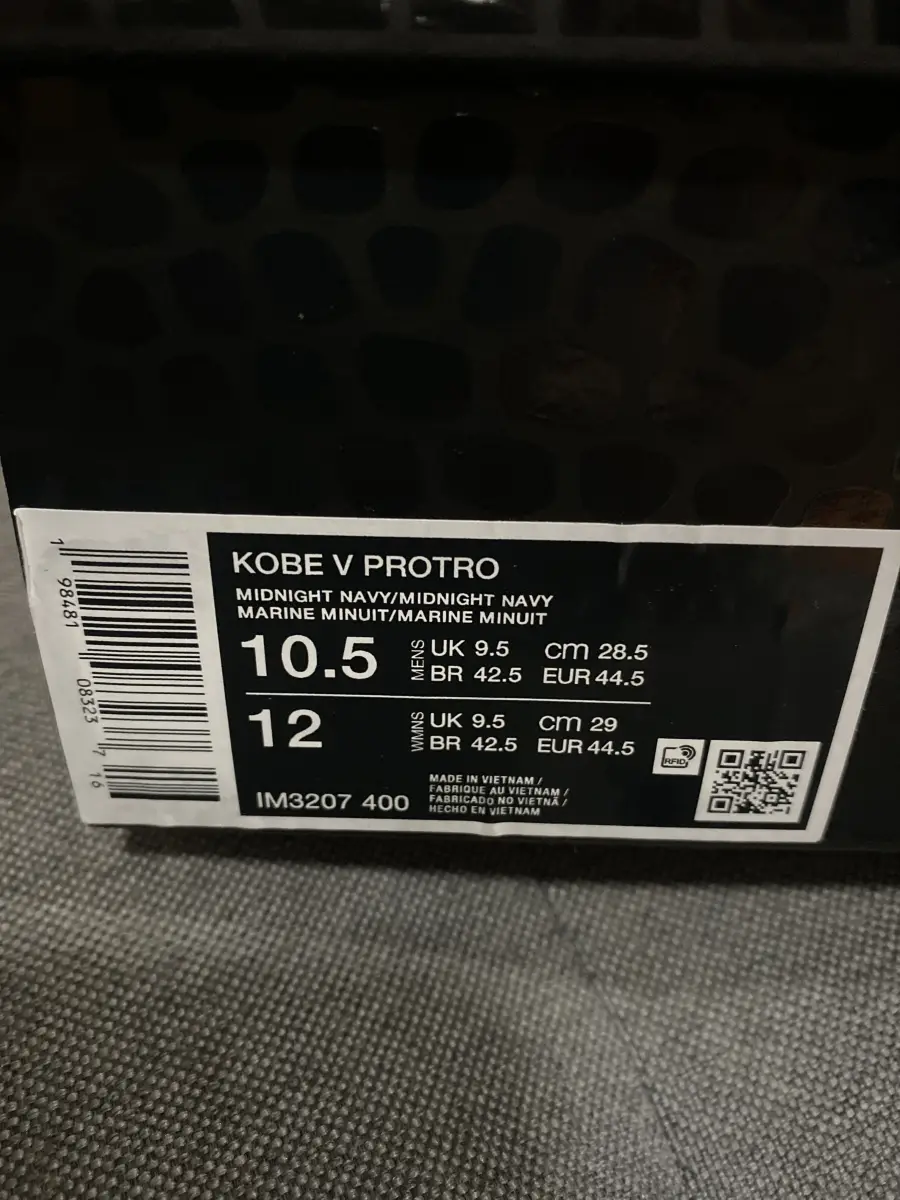 KOBE V PROTRO
MIDNIGHT NAVY/MIDNIGHT NAVY
MARINE MINUIT/MARINE MINUIT
10.5 MENS UK 9.5 cm 28.5
BR 42.5 EUR 44.5
12 WMNS UK 9.5 cm 29
BR 42.5 EUR 44.5
RFID
IM3207 400
MADE IN VIETNAM /
FABRIQUE AU VIETNAM /
FABRICADO NO VIETNÃ /
HECHO EN VIETNAM
1 98481 08323 7 16